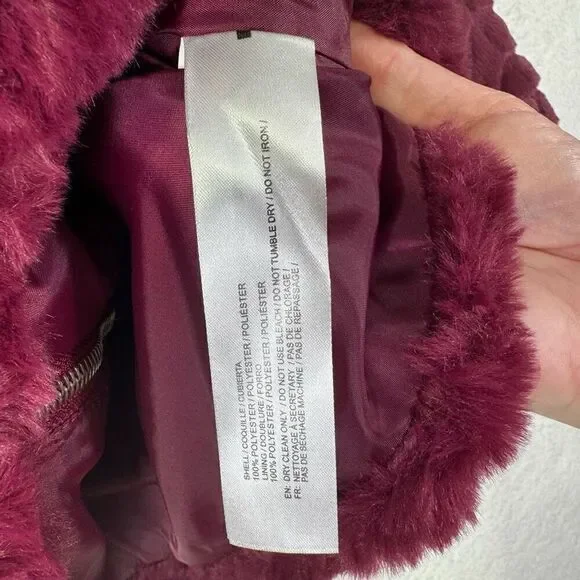 SHELL / COQUILLE / CUBIERTA
100% POLYESTER / POLYESTER / POLIÉSTER
LINING / DOUBLURE / FORRO
100% POLYESTER / POLYESTER / POLIÉSTER
EN: DRY CLEAN ONLY / DO NOT USE BLEACH / DO NOT TUMBLE DRY / DO NOT IRON /
FR: NETTOYAGE À SECRETARY / PAS DE CHLORAGE /
PAS DE SÉCHAGE MACHINE / PAS DE REPASSAGE /